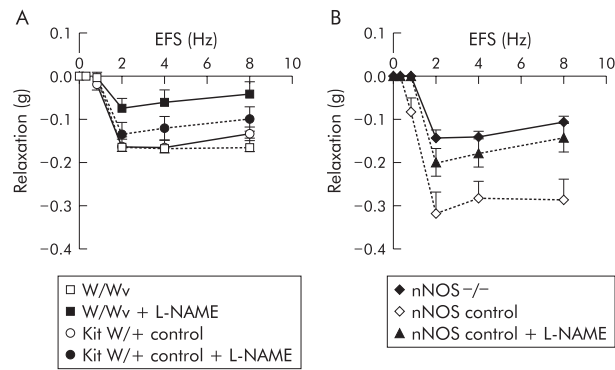 A
EFS (Hz)
0.1
0 2 4 6 8 10
0.0
−0.1
−0.2
−0.3
−0.4
Relaxation (g)
W/Wv
W/Wv + L-NAME
Kit W/+ control
Kit W/+ control + L-NAME
B
EFS (Hz)
0.1
0 2 4 6 8 10
0.0
−0.1
−0.2
−0.3
−0.4
Relaxation (g)
nNOS−/−
nNOS control
nNOS control + L-NAME